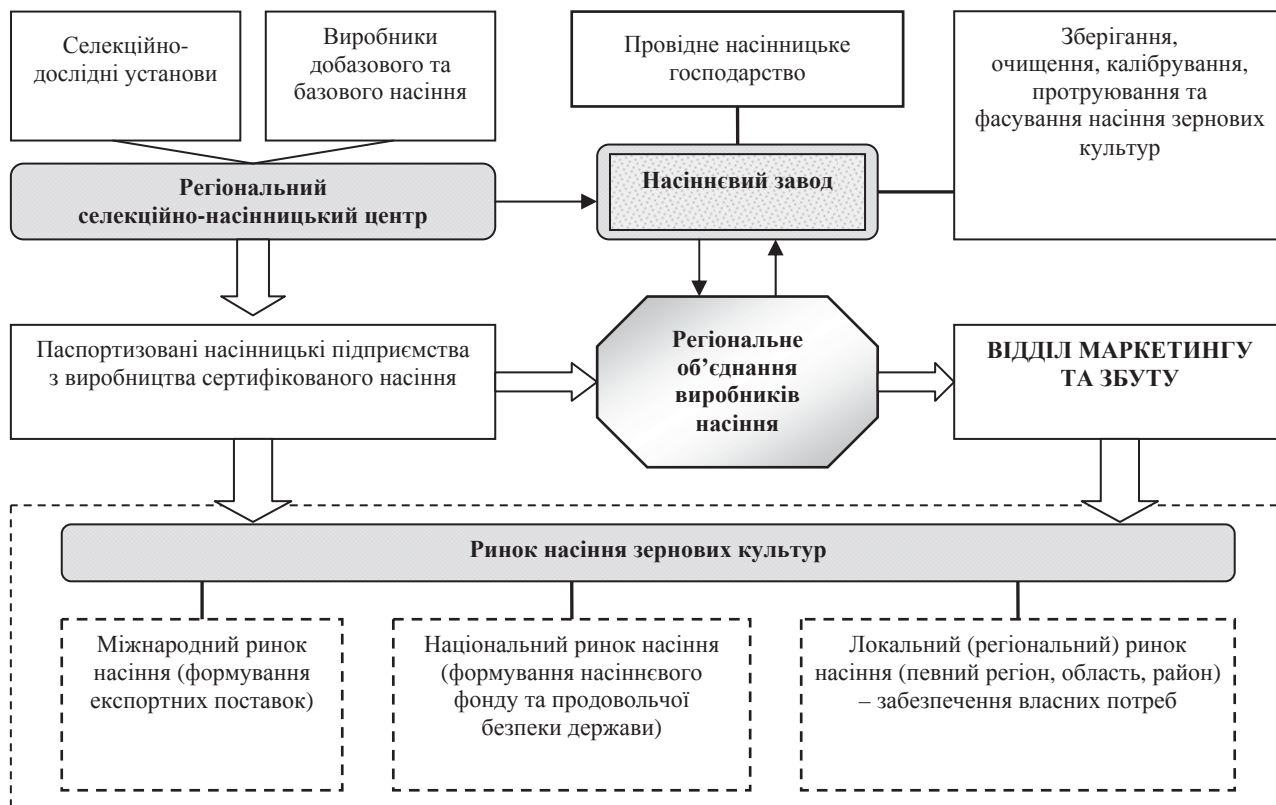 Селекційно-
дослідні установи
Виробники
добазового та
базового насіння
Провідне насінницьке
господарство
Зберігання,
очищення, калібрування,
протруювання та
фасування насіння зернових
культур
Регіональний
селекційно-насінницький центр
Насіннєвий завод
Паспортизовані насінницькі підприємства
з виробництва сертифікованого насіння
Регіональне
об’єднання
виробників
насіння
ВІДДІЛ МАРКЕТИНГУ
ТА ЗБУТУ
Ринок насіння зернових культур
Міжнародний ринок
насіння (формування
експортних поставок)
Національний ринок насіння
(формування насіннєвого
фонду та продовольчої
безпеки держави)
Локальний (регіональний) ринок
насіння (певний регіон, область, район)
– забезпечення власних потреб